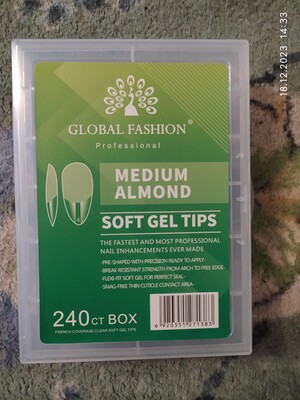 GLOBAL FASHION®
Professional
MEDIUM
ALMOND
SOFT GEL TIPS
THE FASTEST AND MOST PROFESSIONAL
NAIL ENHANCEMENTS EVER MADE.
-PRE-SHAPED WITH PRECISION READY TO APPLY-
-BREAK RESISTANT STRENGTH FROM ARCH TO FREE EDGE-
-FLEXI-FIT SOFT GEL FOR PERFECT SEAL-
-SNAG-FREE THIN CUTICLE CONTACT AREA-
240 CT BOX
FRENCH COVERAGE CLEAR SOFT GEL TIPS
6920351271383
18.12.2023 14:33